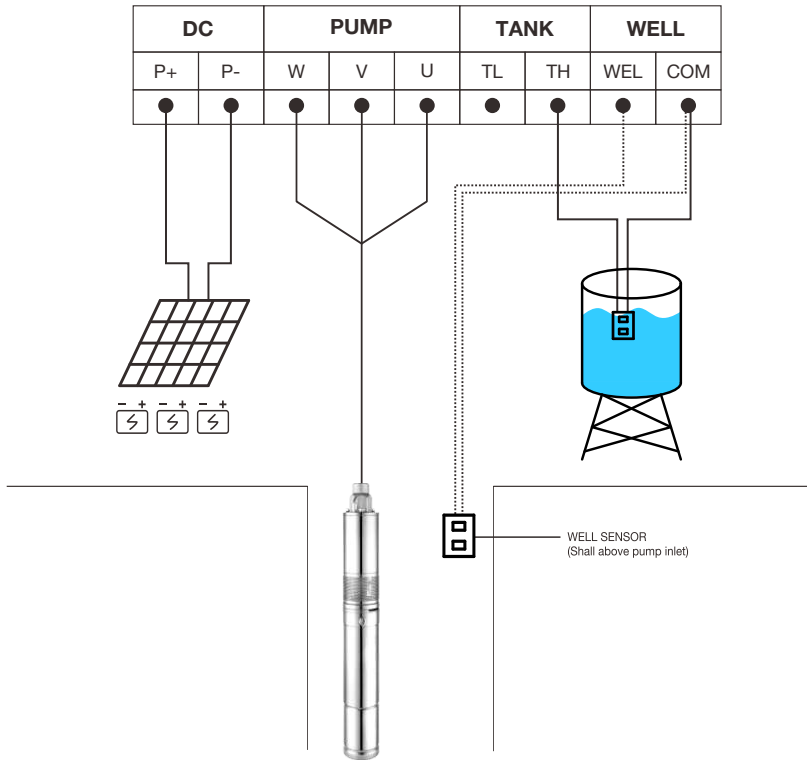 DC PUMP TANK WELL
P+ P- W V U TL TH WEL COM
- + - + - +
WELL SENSOR
(Shall above pump inlet)